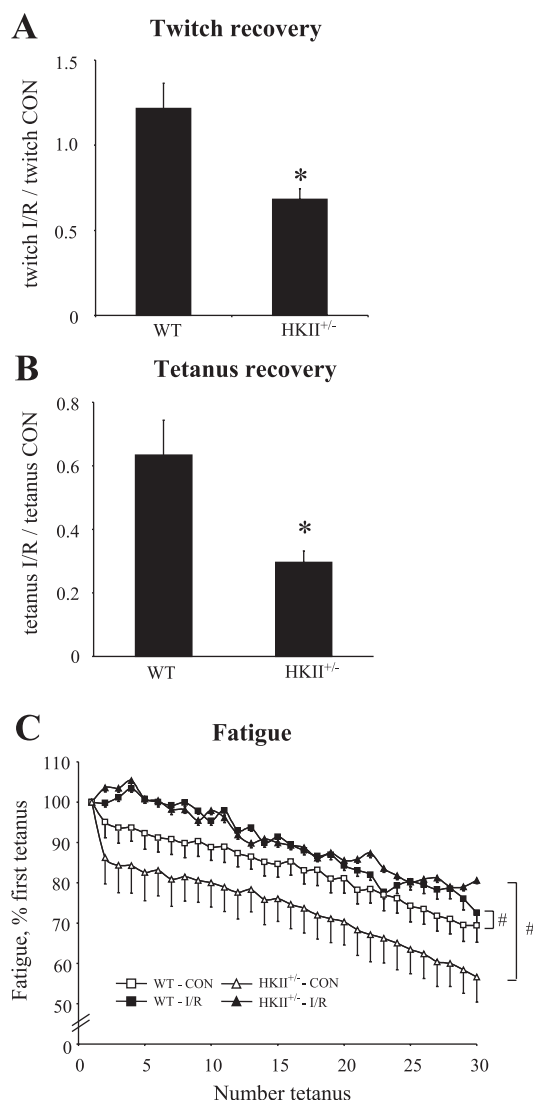 A
Twitch recovery
twitch I/R / twitch CON
1.5
1.0
0.5
0
*
WT
HKII+/-
B
Tetanus recovery
tetanus I/R / tetanus CON
0.8
0.6
0.4
0.2
0
*
WT
HKII+/-
C
Fatigue
Fatigue, % first tetanus
110
100
90
80
70
60
50
0
#
#
WT - CON
HKII+/- - CON
WT - I/R
HKII+/- - I/R
0 5 10 15 20 25 30
Number tetanus